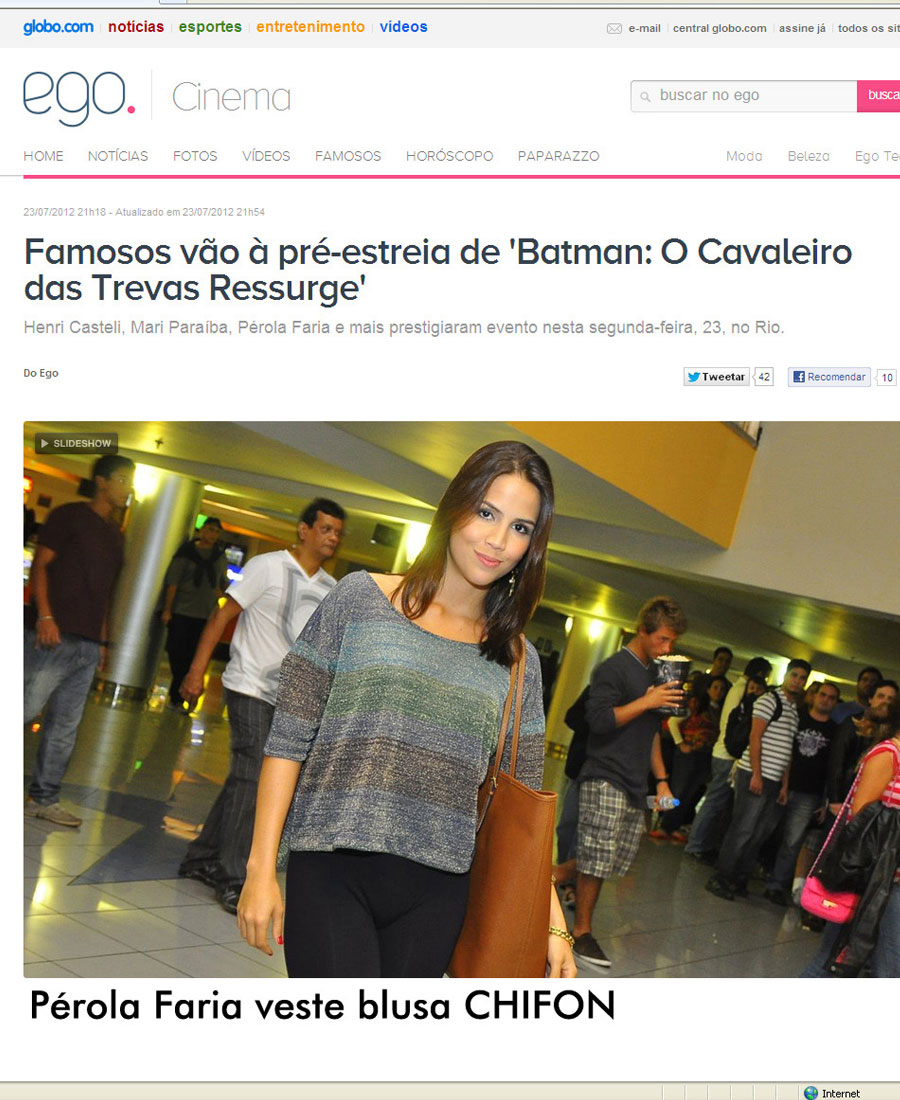 globo.com notícias esportes entretenimento vídeos
e-mail central globo.com assine já todos os sit
ego. Cinema
buscar no ego busca
HOME NOTÍCIAS FOTOS VÍDEOS FAMOSOS HORÓSCOPO PAPARAZZO Moda Beleza Ego Te
23/07/2012 21h18 - Atualizado em 23/07/2012 21h54
Famosos vão à pré-estreia de 'Batman: O Cavaleiro
das Trevas Ressurge'
Henri Casteli, Mari Paraíba, Pérola Faria e mais prestigiaram evento nesta segunda-feira, 23, no Rio.
Do Ego
Tweetar 42 Recomendar 10
SLIDESHOW
Pérola Faria veste blusa CHIFON
Internet